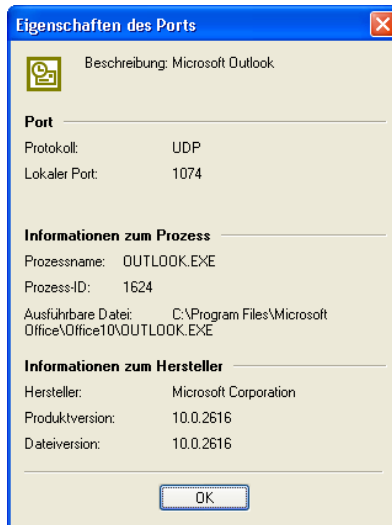 Eigenschaften des Ports
Beschreibung: Microsoft Outlook
Port
Protokoll: UDP
Lokaler Port: 1074
Informationen zum Prozess
Prozessname: OUTLOOK.EXE
Prozess-ID: 1624
Ausführbare Datei: C:\Program Files\Microsoft
Office\Office10\OUTLOOK.EXE
Informationen zum Hersteller
Hersteller: Microsoft Corporation
Produktversion: 10.0.2616
Dateiversion: 10.0.2616
OK